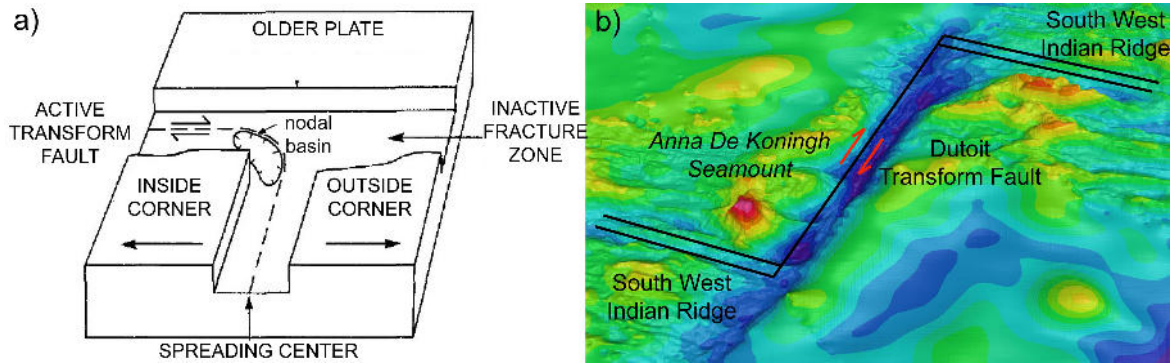 a)
OLDER PLATE
ACTIVE
TRANSFORM
FAULT
nodal
basin
INACTIVE
FRACTURE
ZONE
INSIDE
CORNER
OUTSIDE
CORNER
SPREADING CENTER
b)
South West
Indian Ridge
Anna De Koningh
Seamount
Dutoit
Transform Fault
South West
Indian Ridge